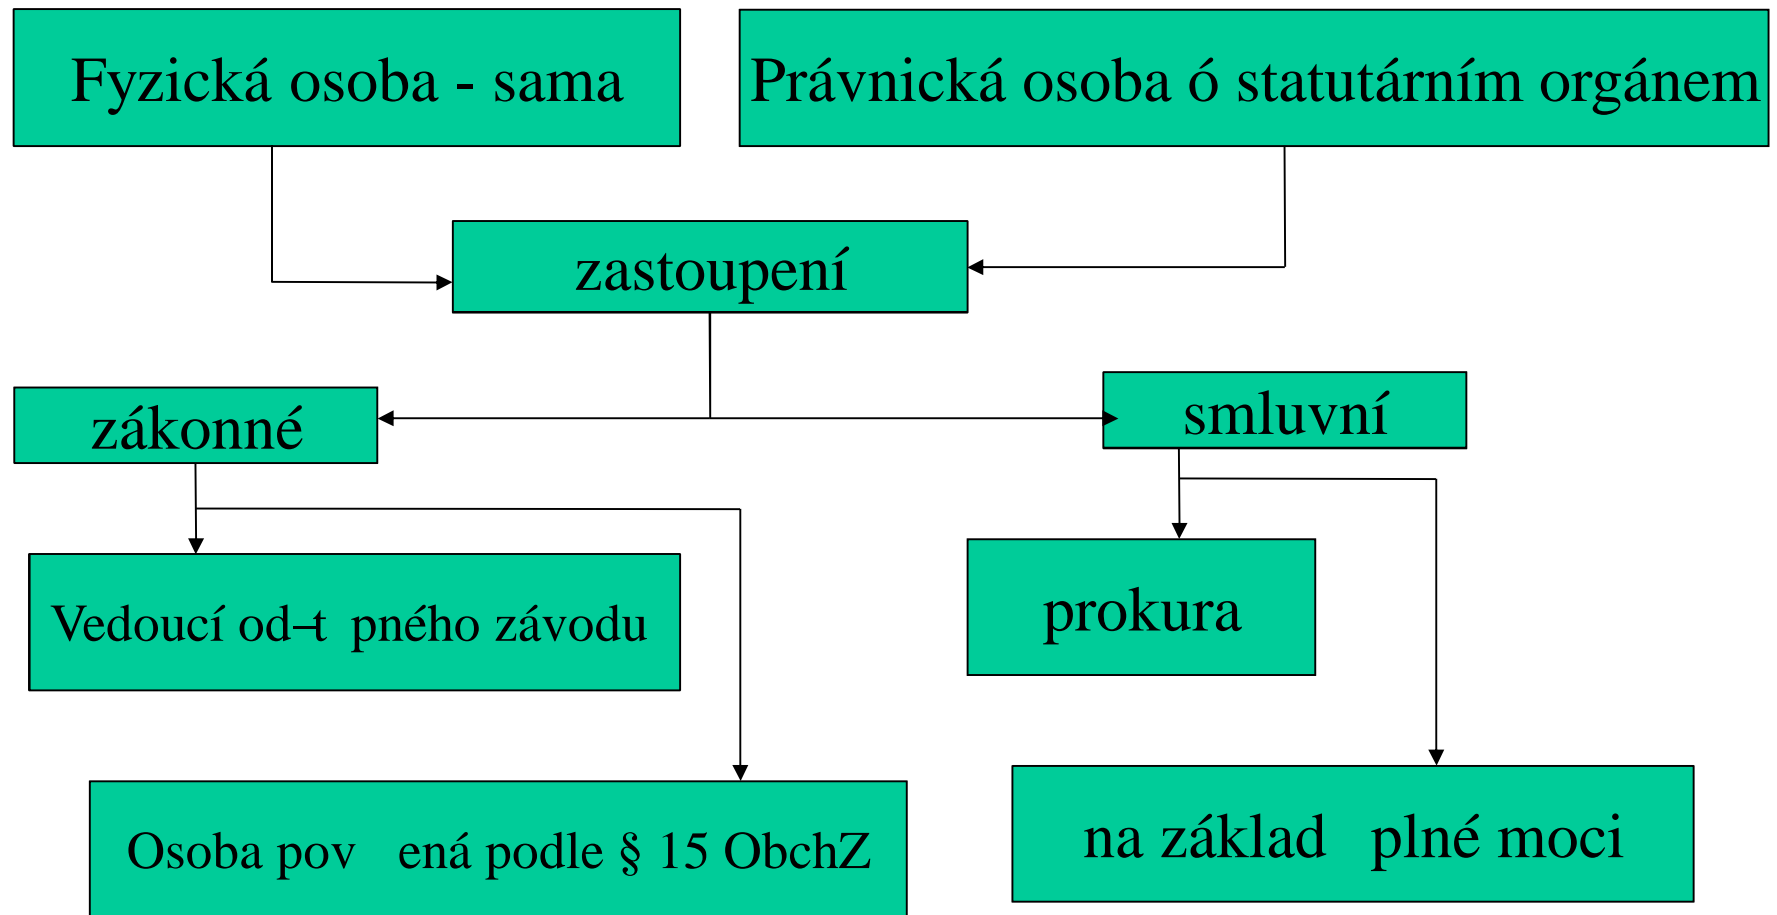 Fyzická osoba - sama
Právnická osoba ó statutárním orgánem
zastoupení
zákonné
smluvní
Vedoucí od–t pného závodu
prokura
Osoba pov ená podle § 15 ObchZ
na základ plné moci